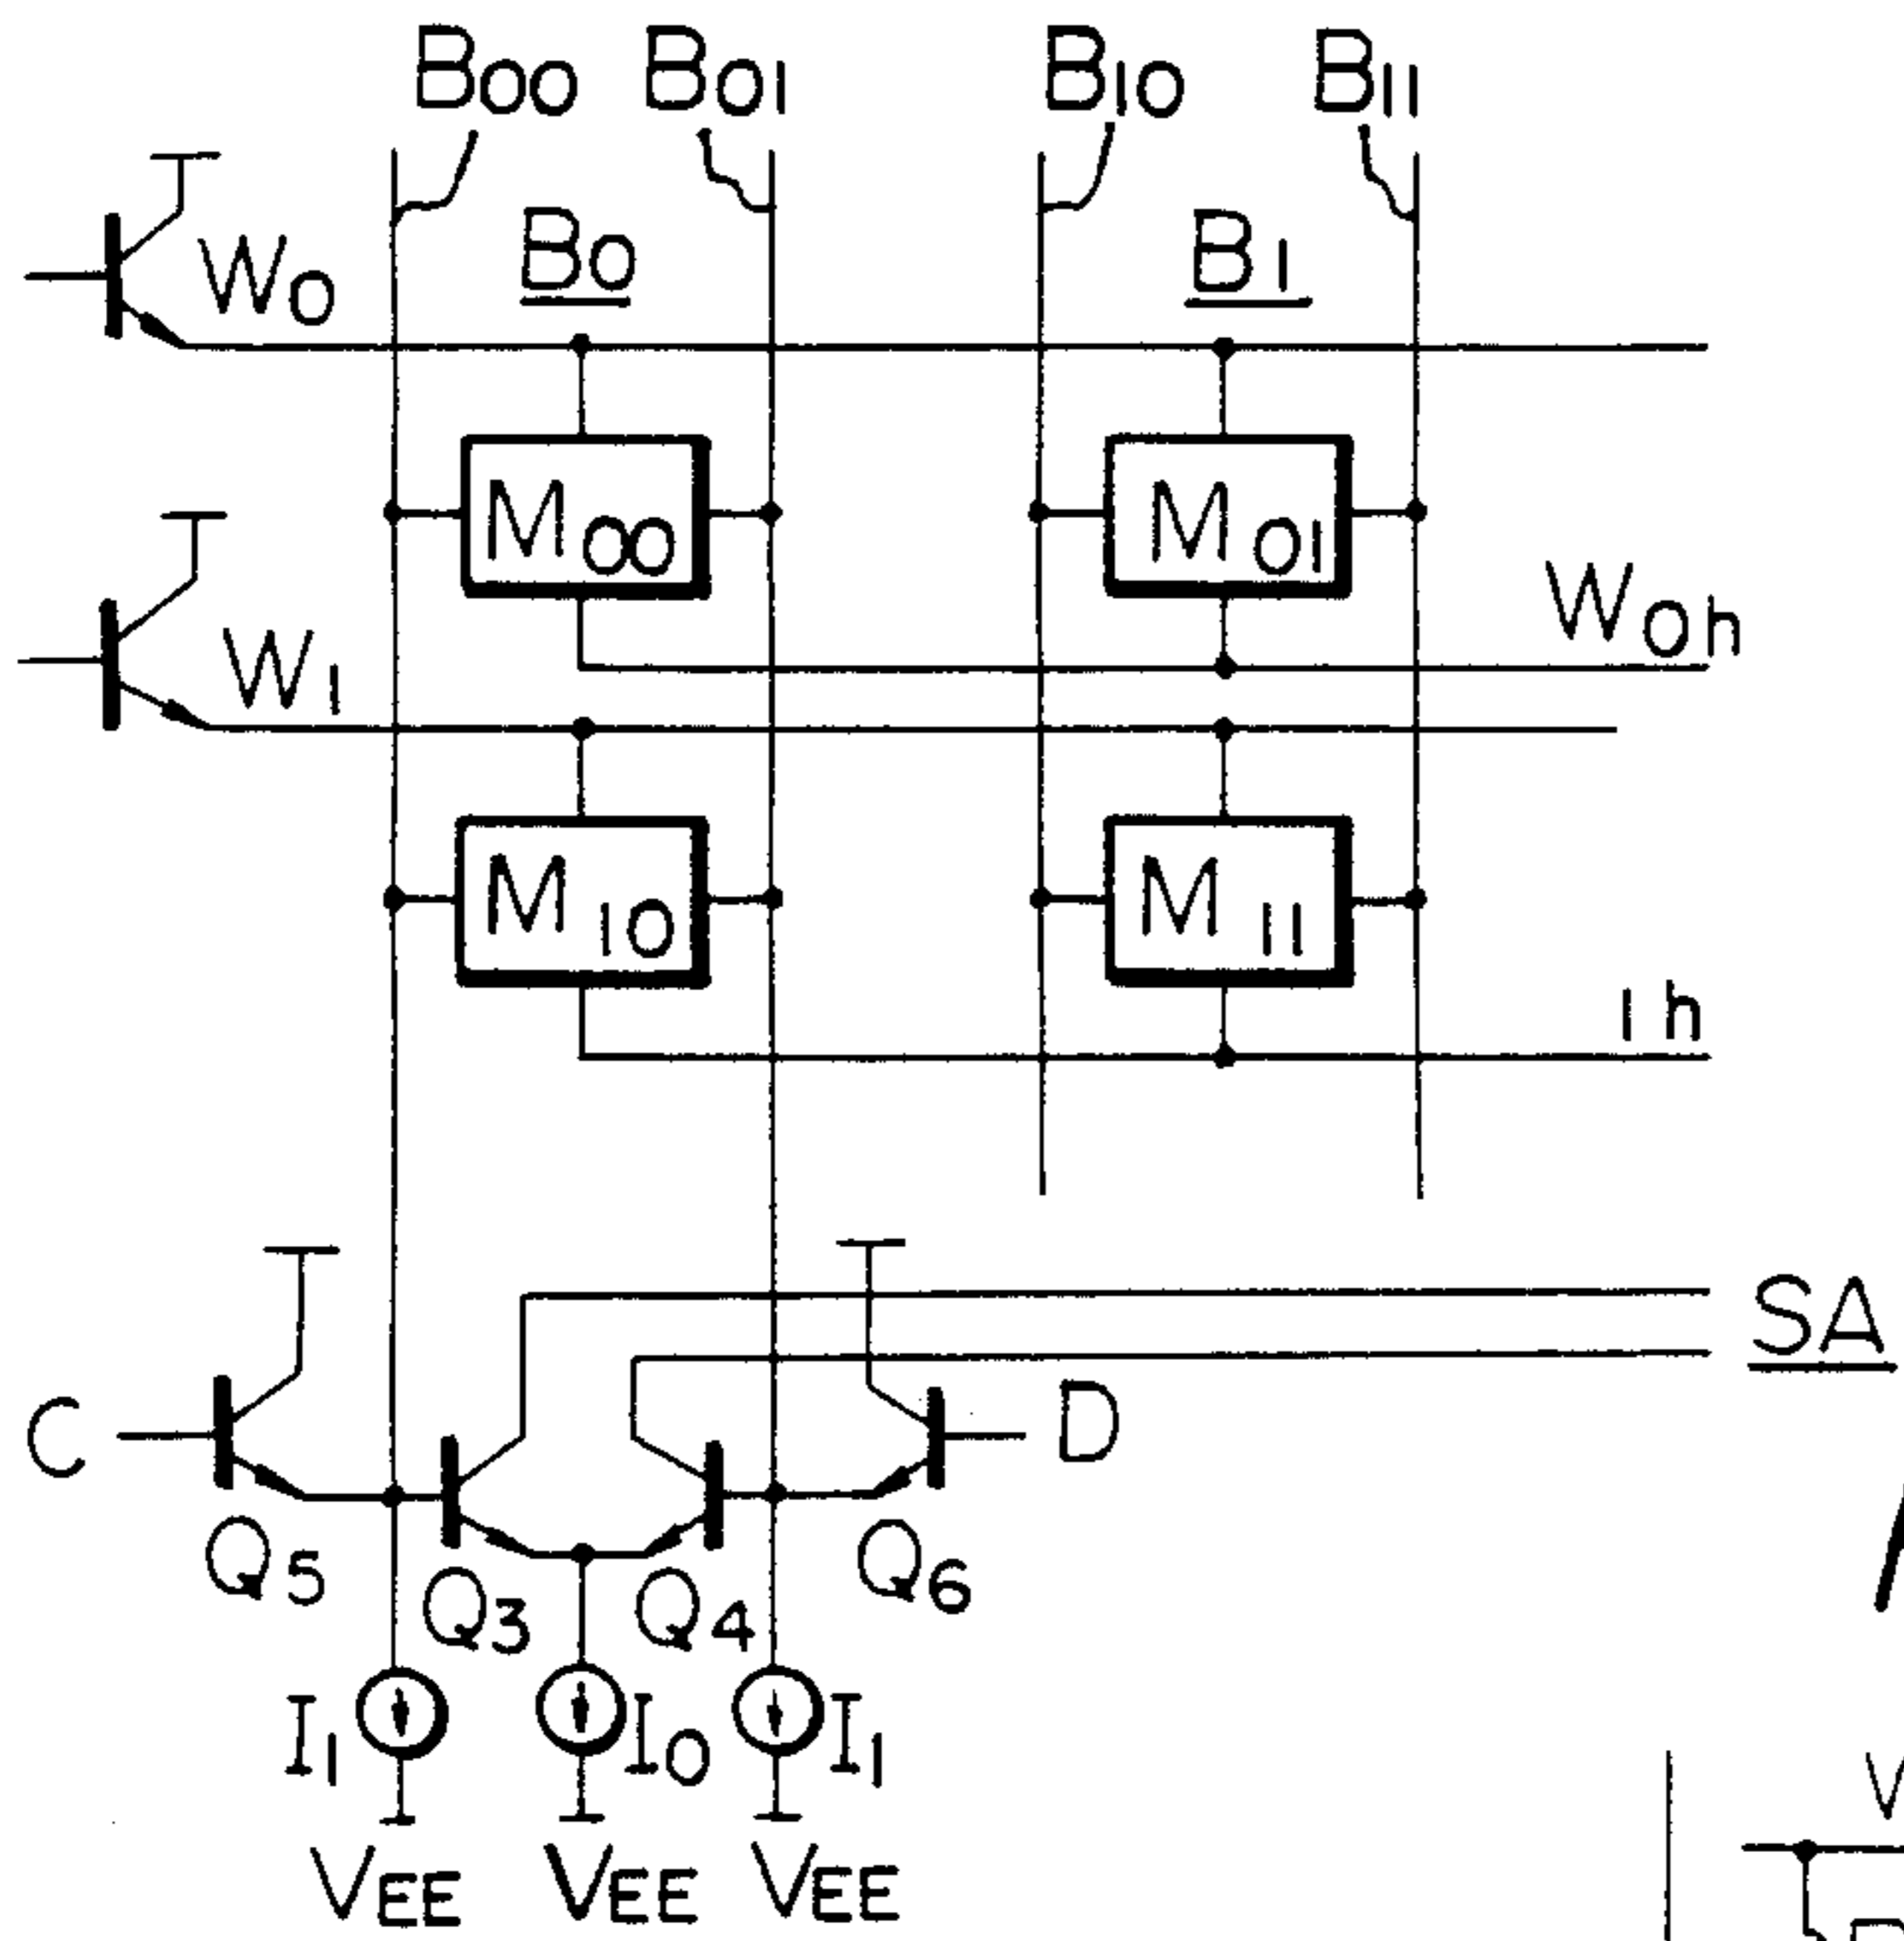 B00 B01 B10 B11
W0 B0 B1
M00 M01
W0h
W1
M10 M11
1h
SA
C D
Q5 Q3 Q4 Q6
I1 I0 I1
VEE VEE VEE
V